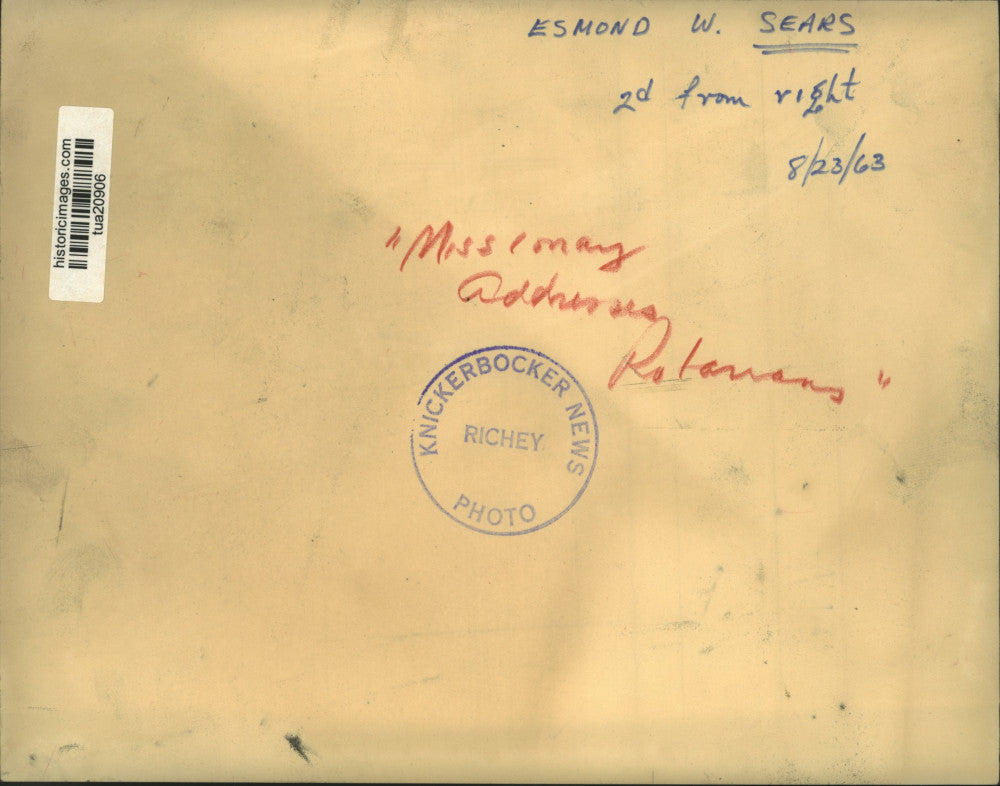 ESMOND W. SEARS
2d from right
8/23/63
historicimages.com
tua20906
"Missionary
Addresses
Rotarians"
KNICKERBOCKER NEWS
RICHEY
PHOTO